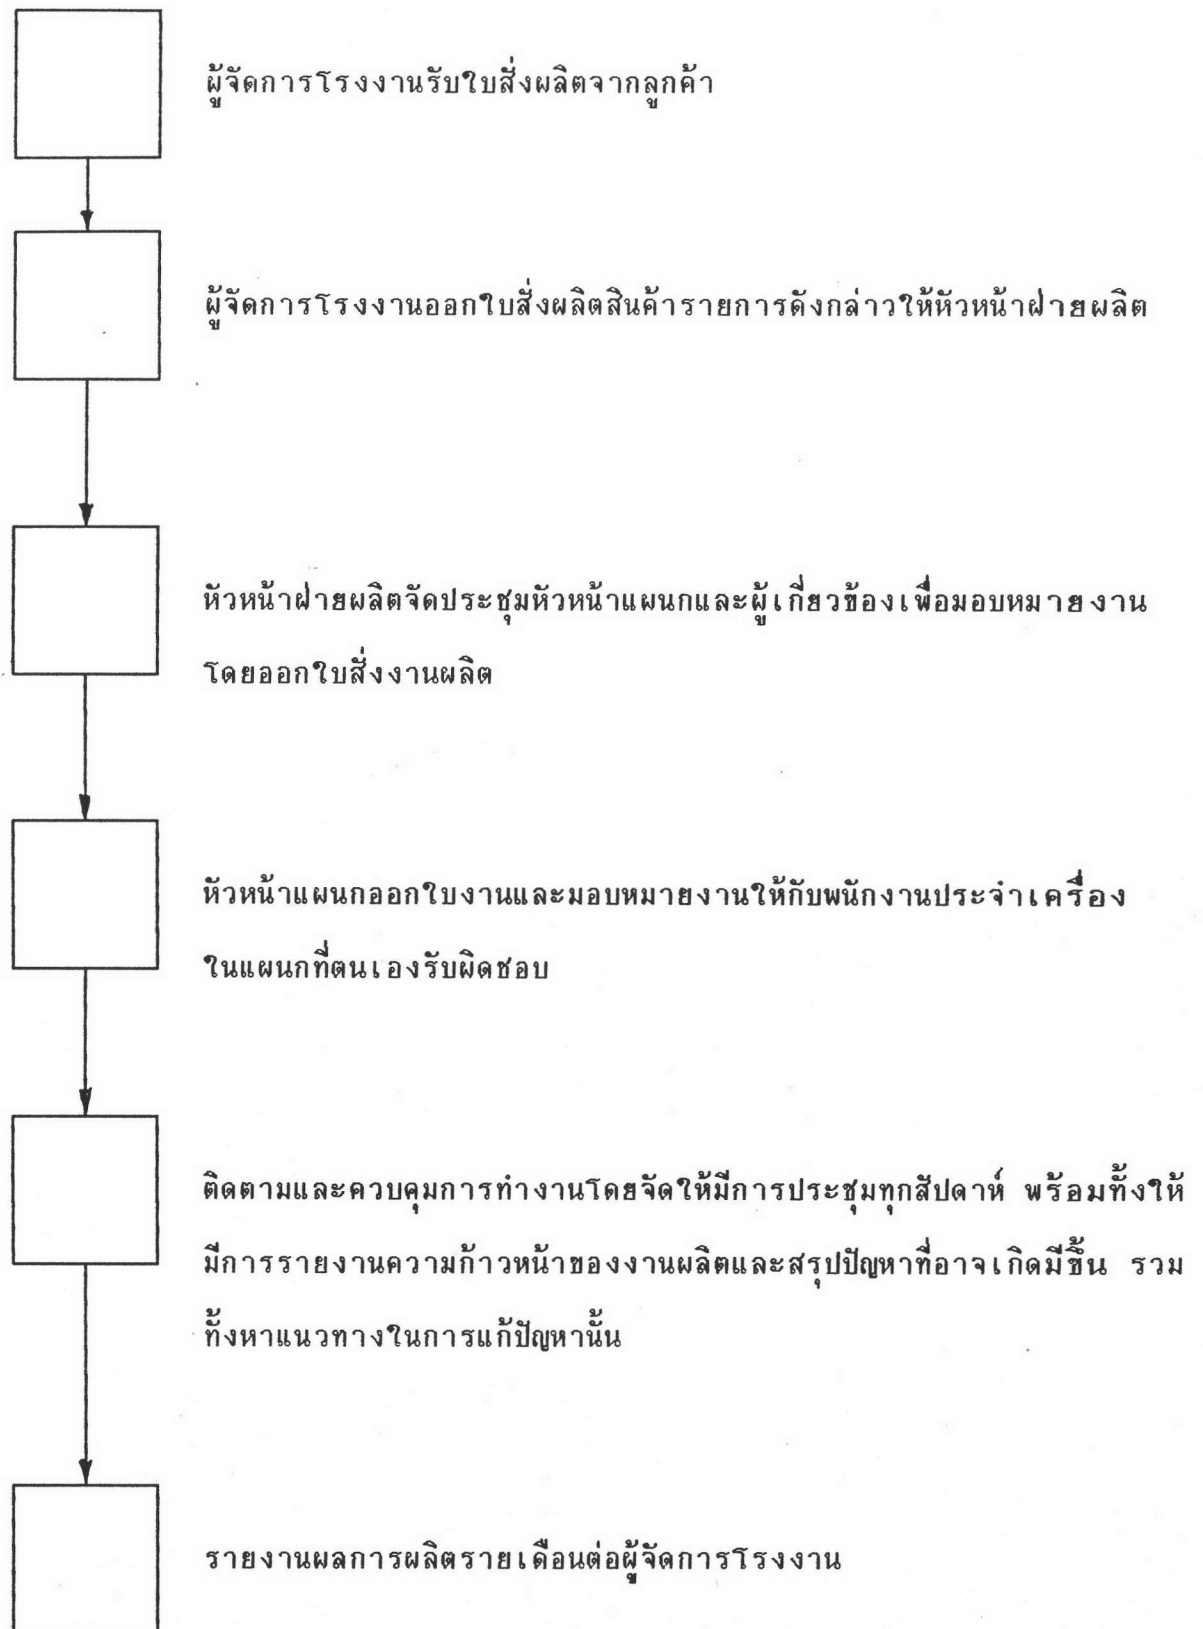 ผู้จัดการโรงงานรับใบสั่งผลิตจากลูกค้า
ผู้จัดการโรงงานออกใบสั่งผลิตสินค้ารายการดังกล่าวให้หัวหน้าฝ่ายผลิต
หัวหน้าฝ่ายผลิตจัดประชุมหัวหน้าแผนกและผู้เกี่ยวข้องเพื่อมอบหมายงาน
โดยออกใบสั่งงานผลิต
หัวหน้าแผนกออกใบงานและมอบหมายงานให้กับพนักงานประจำเครื่อง
ในแผนกที่ตนเองรับผิดชอบ
ติดตามและควบคุมการทำงานโดยจัดให้มีการประชุมทุกสัปดาห์ พร้อมทั้งให้
มีการรายงานความก้าวหน้าของงานผลิตและสรุปปัญหาที่อาจเกิดมีขึ้น รวม
ทั้งหาแนวทางในการแก้ปัญหานั้น
รายงานผลการผลิตรายเดือนต่อผู้จัดการโรงงาน